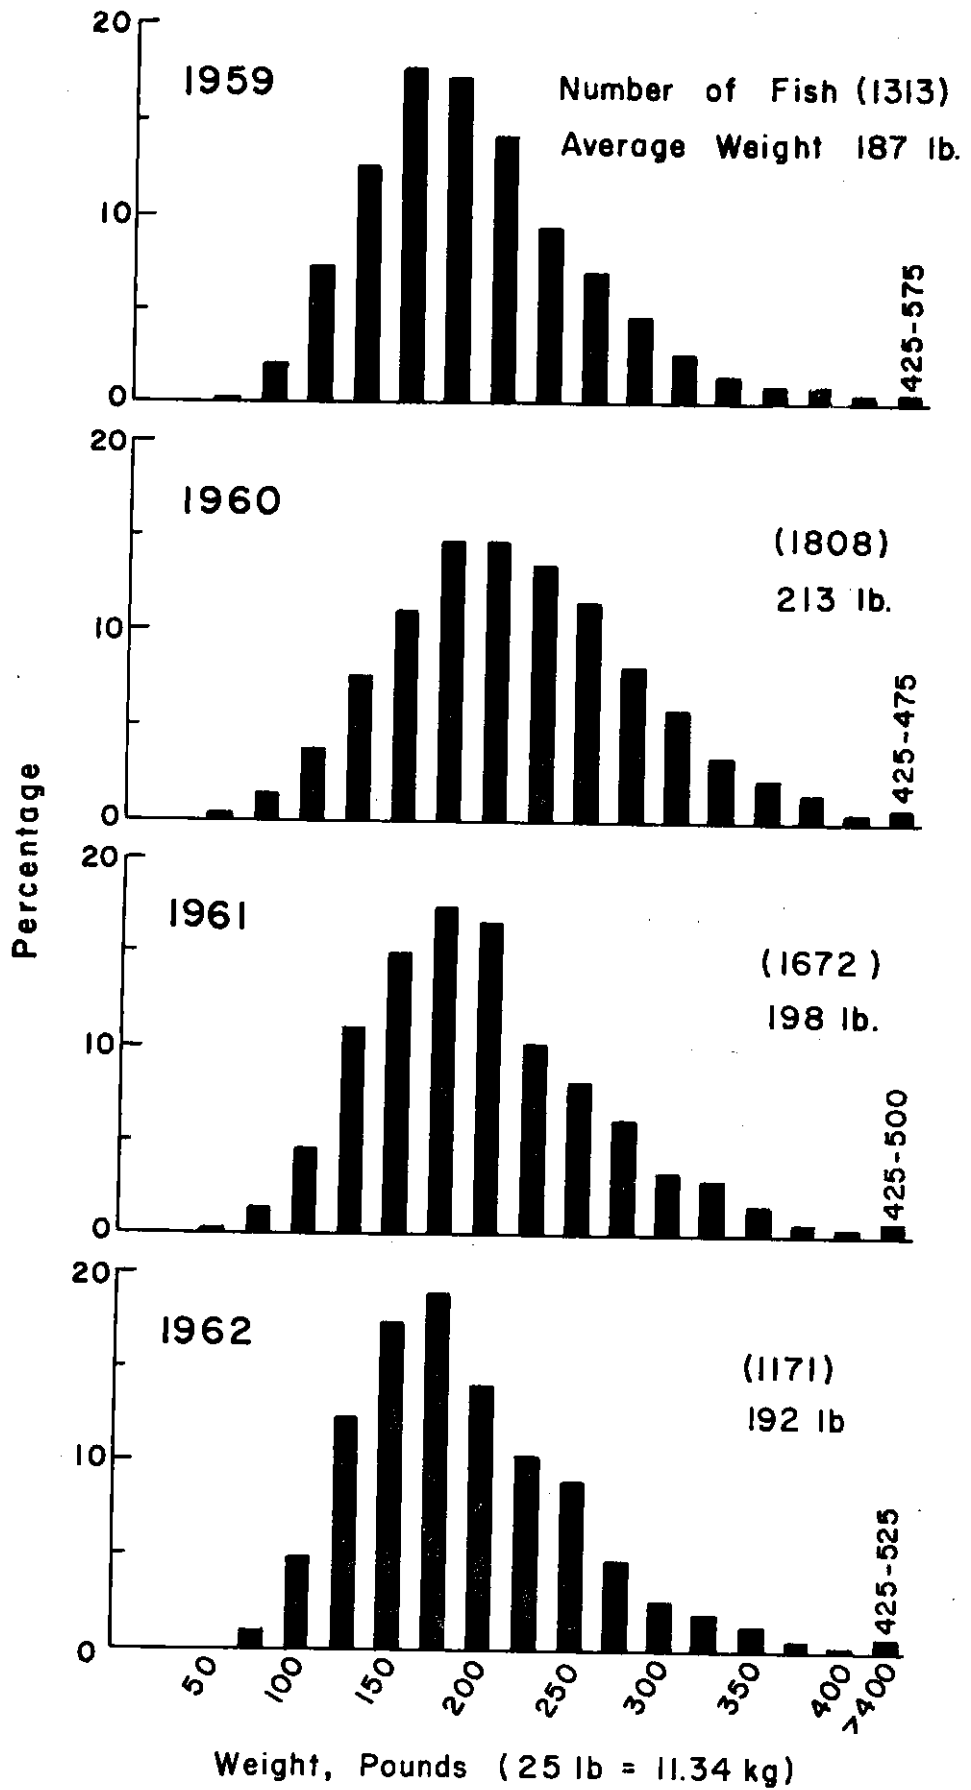 20
1959
Number of Fish (1313)
Average Weight 187 lb.
10
425-575
0
20
1960
(1808)
213 lb.
10
425-475
0
Percentage
20
1961
(1672)
198 lb.
10
425-500
0
20
1962
(1171)
192 lb
10
425-525
0
50 100 150 200 250 300 350 400 >400
Weight, Pounds (25 lb = 11.34 kg)